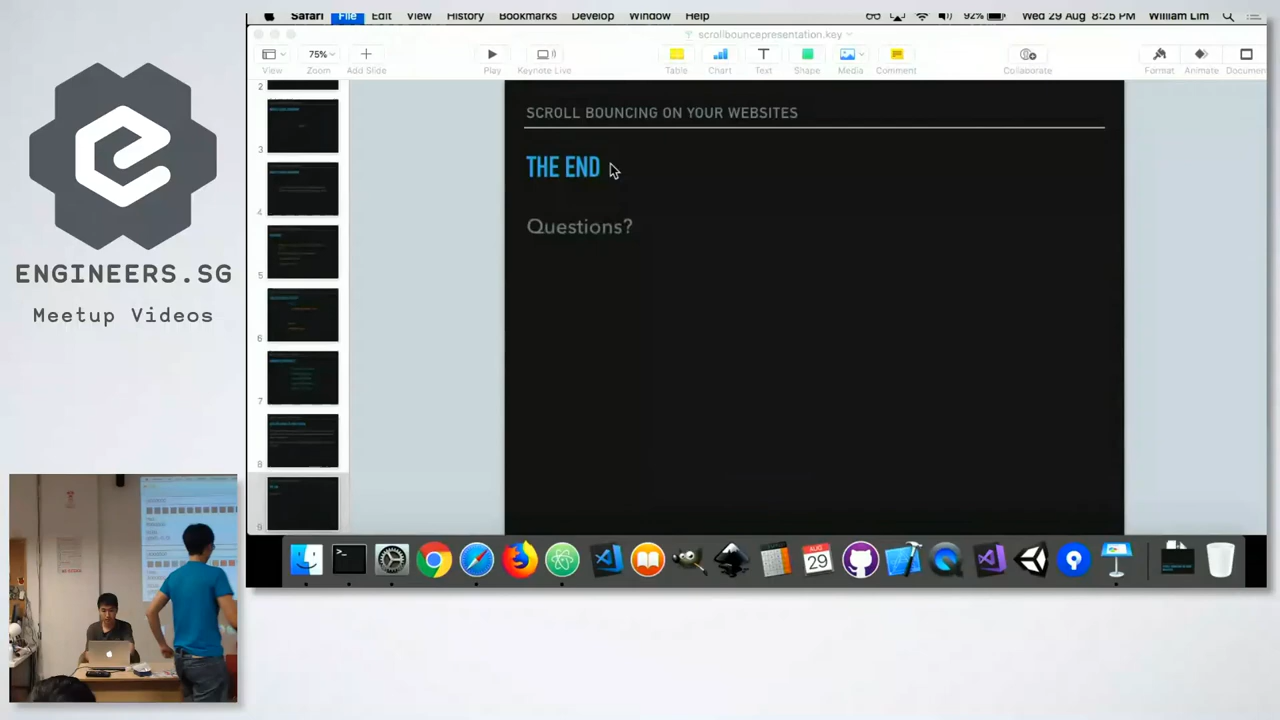 Safari File Edit View History Bookmarks Develop Window Help 92% Wed 29 Aug 8:25 PM William Lim
scrollbouncepresentation.key
75%
View Zoom Add Slide Play Keynote Live Table Chart Text Shape Media Comment Collaborate Format Animate Documen
2
3
4
5
6
7
8
9
SCROLL BOUNCING ON YOUR WEBSITES
THE END
Questions?
AUG
29
ENGINEERS.SG
Meetup Videos